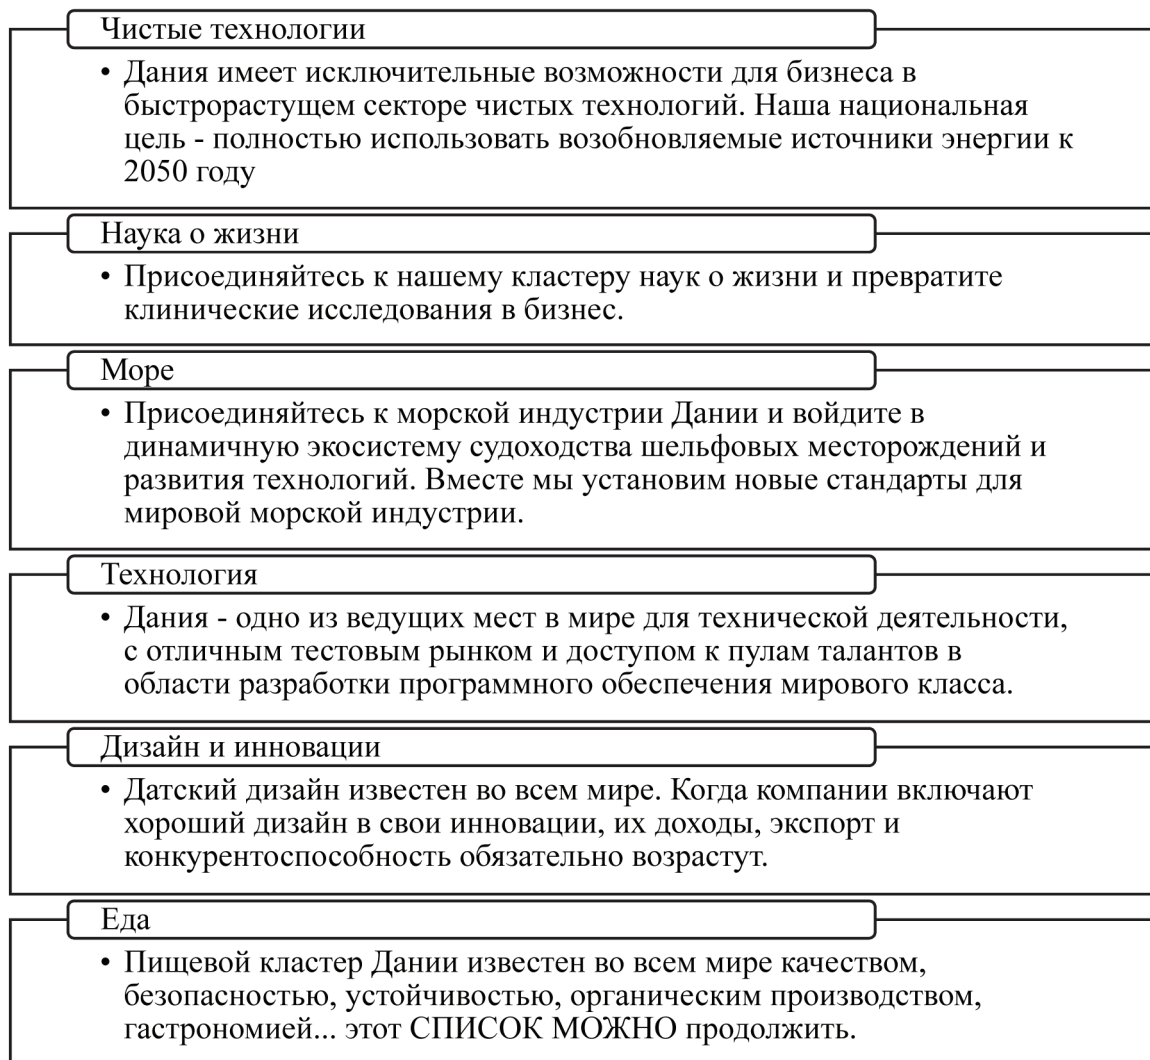 Чистые технологии
• Дания имеет исключительные возможности для бизнеса в
быстрорастущем секторе чистых технологий. Наша национальная
цель - полностью использовать возобновляемые источники энергии к
2050 году
Наука о жизни
• Присоединяйтесь к нашему кластеру наук о жизни и превратите
клинические исследования в бизнес.
Море
• Присоединяйтесь к морской индустрии Дании и войдите в
динамичную экосистему судоходства шельфовых месторождений и
развития технологий. Вместе мы установим новые стандарты для
мировой морской индустрии.
Технология
• Дания - одно из ведущих мест в мире для технической деятельности,
с отличным тестовым рынком и доступом к пулам талантов в
области разработки программного обеспечения мирового класса.
Дизайн и инновации
• Датский дизайн известен во всем мире. Когда компании включают
хороший дизайн в свои инновации, их доходы, экспорт и
конкурентоспособность обязательно возрастут.
Еда
• Пищевой кластер Дании известен во всем мире качеством,
безопасностью, устойчивостью, органическим производством,
гастрономией... этот СПИСОК МОЖНО продолжить.